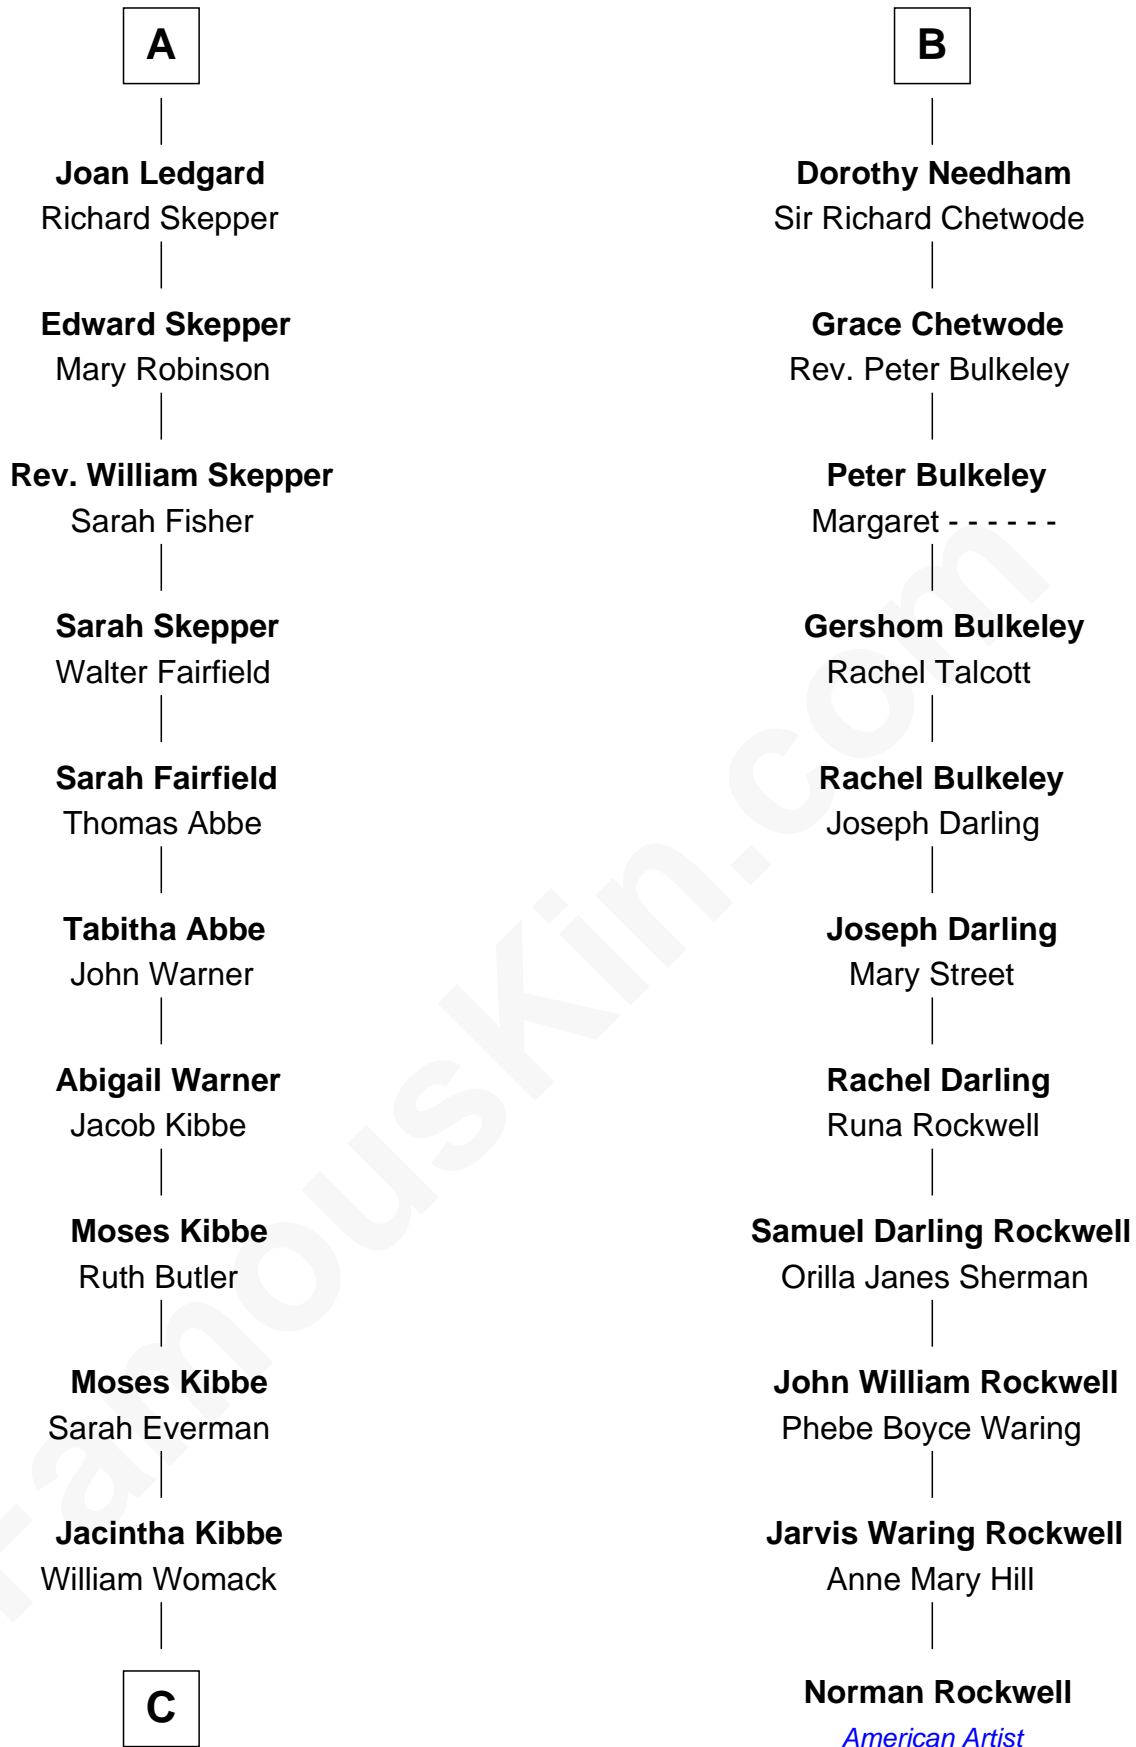 A
Joan Ledgard
Richard Skepper
Edward Skepper
Mary Robinson
Rev. William Skepper
Sarah Fisher
Sarah Skepper
Walter Fairfield
Sarah Fairfield
Thomas Abbe
Tabitha Abbe
John Warner
Abigail Warner
Jacob Kibbe
Moses Kibbe
Ruth Butler
Moses Kibbe
Sarah Everman
Jacintha Kibbe
William Womack
C
B
Dorothy Needham
Sir Richard Chetwode
Grace Chetwode
Rev. Peter Bulkeley
Peter Bulkeley
Margaret - - - - - -
Gershom Bulkeley
Rachel Talcott
Rachel Bulkeley
Joseph Darling
Joseph Darling
Mary Street
Rachel Darling
Runa Rockwell
Samuel Darling Rockwell
Orilla Janes Sherman
John William Rockwell
Phebe Boyce Waring
Jarvis Waring Rockwell
Anne Mary Hill
Norman Rockwell
American Artist
FamousKin.com